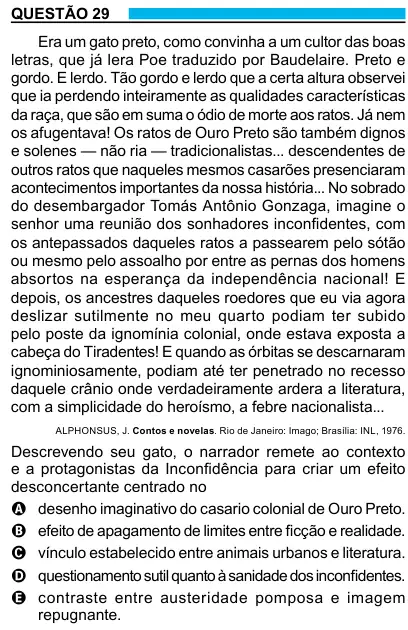 QUESTÃO 29
Era um gato preto, como convinha a um cultor das boas
letras, que já lera Poe traduzido por Baudelaire. Preto e
gordo. E lerdo. Tão gordo e lerdo que a certa altura observei
que ia perdendo inteiramente as qualidades características
da raça, que são em suma o ódio de morte aos ratos. Já nem
os afugentava! Os ratos de Ouro Preto são também dignos
e solenes — não ria — tradicionalistas... descendentes de
outros ratos que naqueles mesmos casarões presenciaram
acontecimentos importantes da nossa história... No sobrado
do desembargador Tomás Antônio Gonzaga, imagine o
senhor uma reunião dos sonhadores inconfidentes, com
os antepassados daqueles ratos a passearem pelo sótão
ou mesmo pelo assoalho por entre as pernas dos homens
absortos na esperança da independência nacional! E
depois, os ancestres daqueles roedores que eu via agora
deslizar sutilmente no meu quarto podiam ter subido
pelo poste da ignomínia colonial, onde estava exposta a
cabeça do Tiradentes! E quando as órbitas se descarnaram
ignominiosamente, podiam até ter penetrado no recesso
daquele crânio onde verdadeiramente ardera a literatura,
com a simplicidade do heroísmo, a febre nacionalista...
ALPHONSUS, J. Contos e novelas. Rio de Janeiro: Imago; Brasília: INL, 1976.
Descrevendo seu gato, o narrador remete ao contexto
e a protagonistas da Inconfidência para criar um efeito
desconcertante centrado no
A desenho imaginativo do casario colonial de Ouro Preto.
B efeito de apagamento de limites entre ficção e realidade.
C vínculo estabelecido entre animais urbanos e literatura.
D questionamento sutil quanto à sanidade dos inconfidentes.
E contraste entre austeridade pomposa e imagem
repugnante.